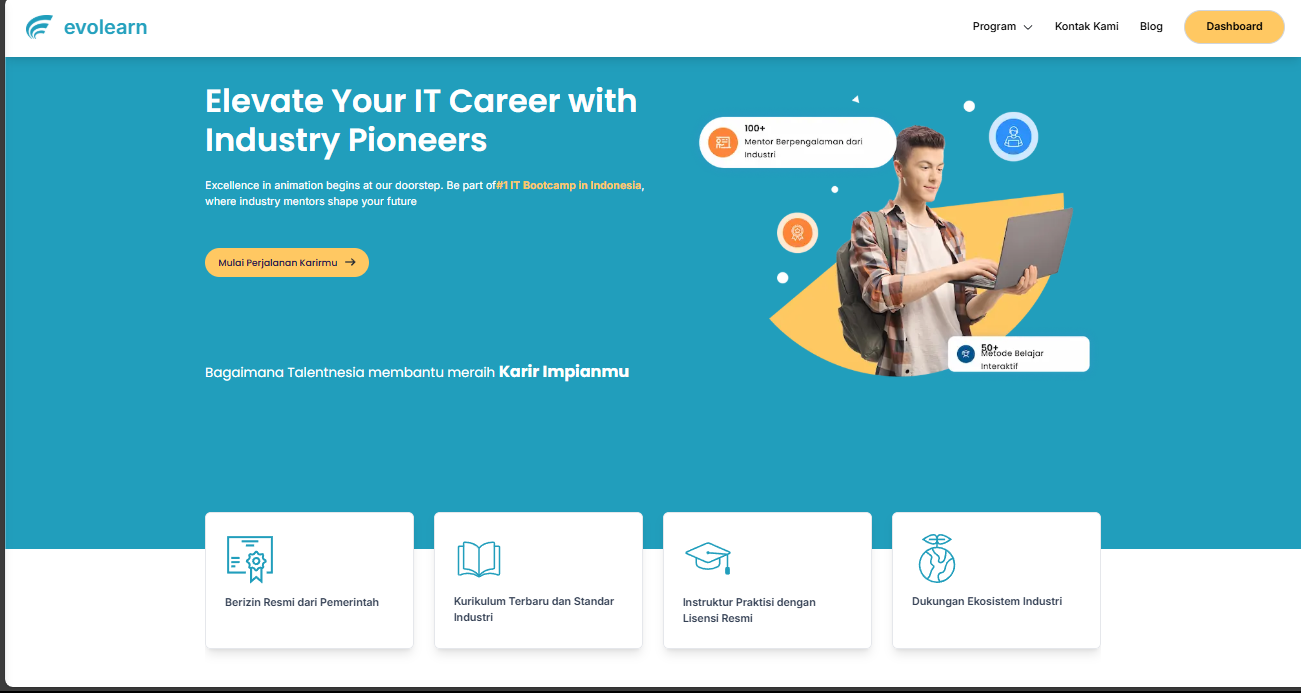 evolearn
Program
Kontak Kami
Blog
Dashboard
Elevate Your IT Career with
Industry Pioneers
Excellence in animation begins at our doorstep. Be part of#1 IT Bootcamp in Indonesia,
where industry mentors shape your future
Mulai Perjalanan Karirmu
100+
Mentor Berpengalaman dari
Industri
50+
Metode Belajar
Interaktif
Bagaimana Talentnesia membantu meraih Karir Impianmu
Berizin Resmi dari Pemerintah
Kurikulum Terbaru dan Standar
Industri
Instruktur Praktisi dengan
Lisensi Resmi
Dukungan Ekosistem Industri